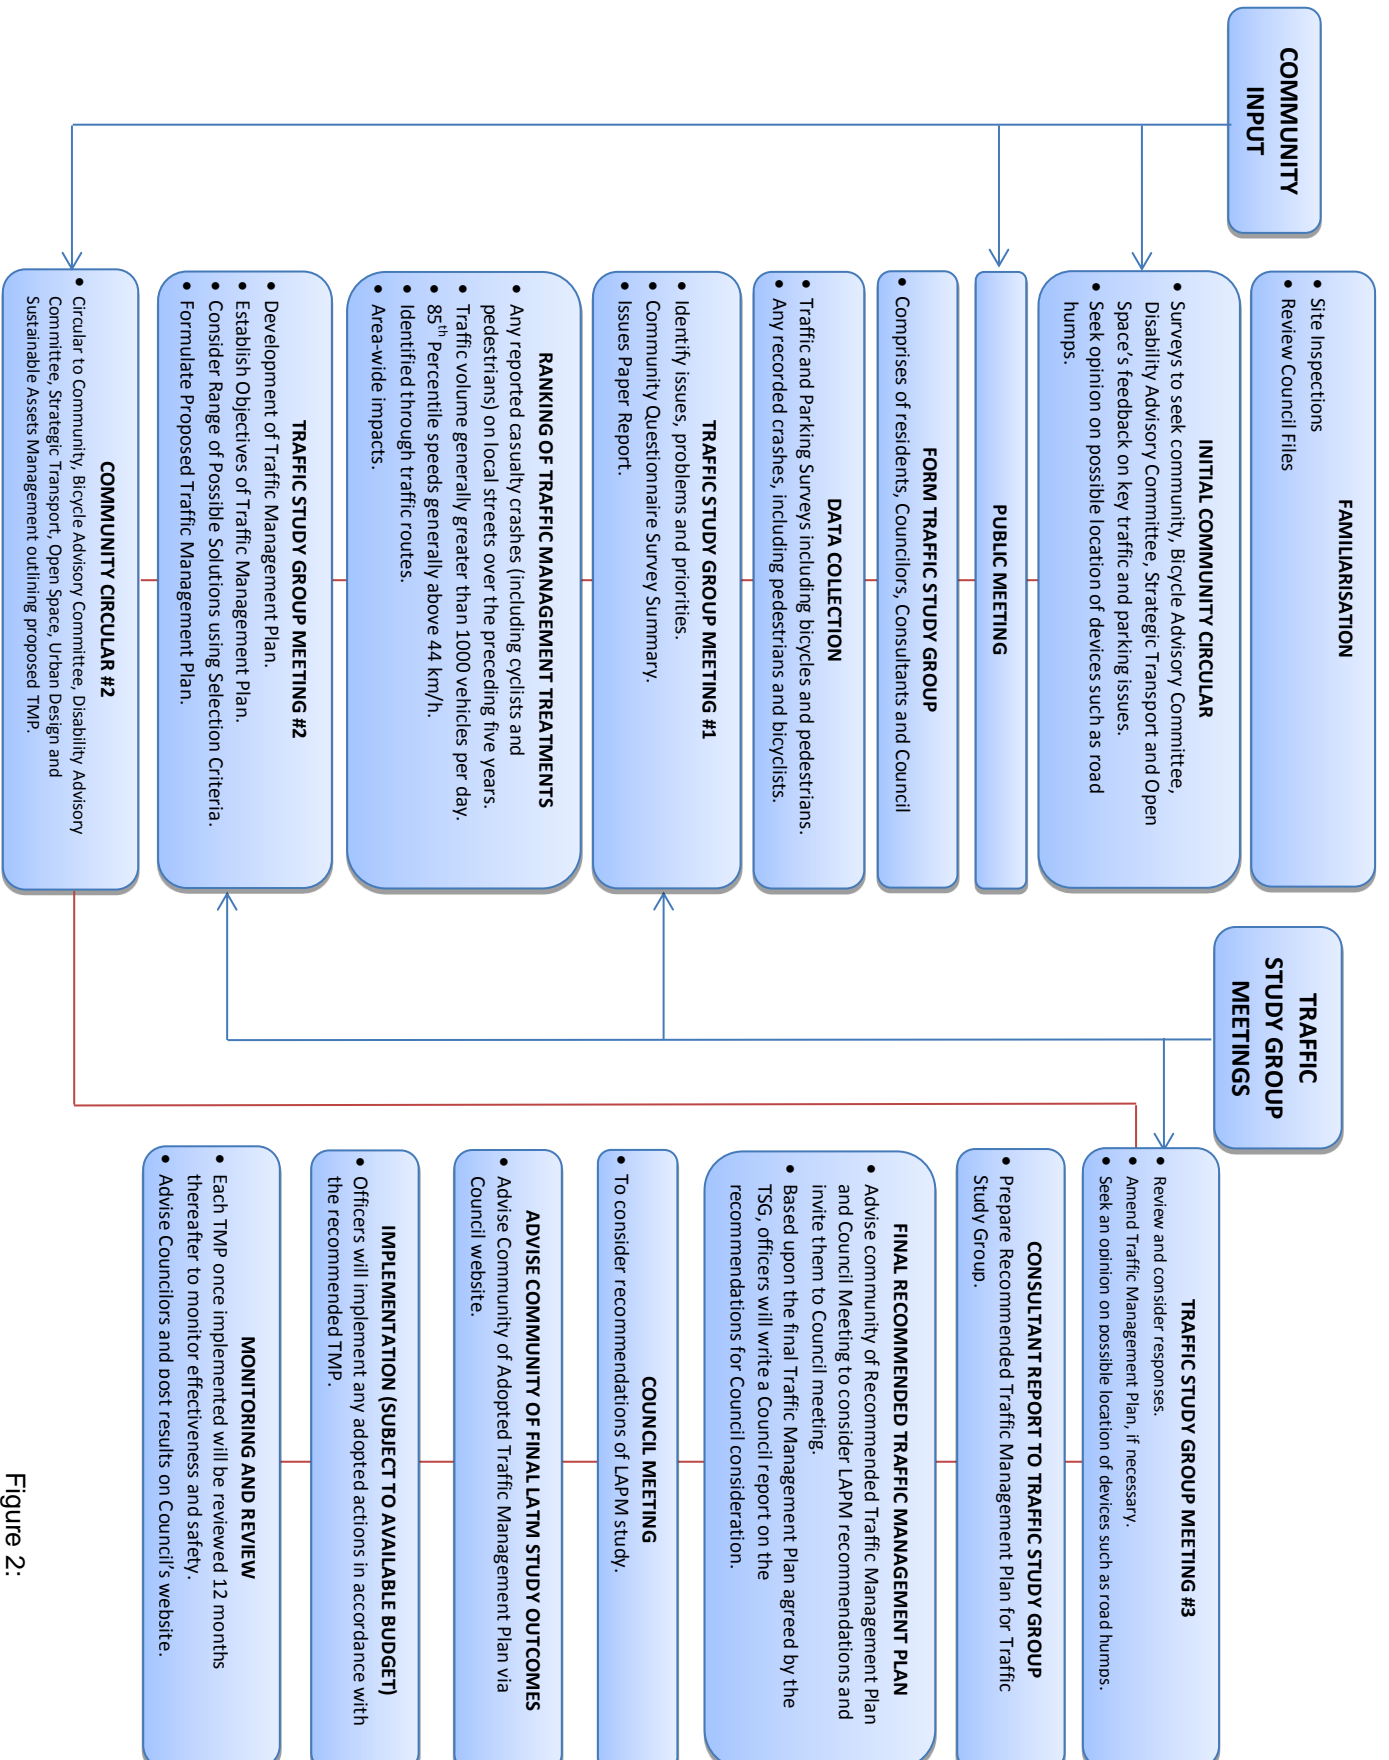 COMMUNITY
INPUT
FAMILIARISATION
• Site Inspections
• Review Council Files
INITIAL COMMUNITY CIRCULAR
• Surveys to seek community, Bicycle Advisory Committee,
Disability Advisory Committee, Strategic Transport and Open
Space's feedback on key traffic and parking issues.
• Seek opinion on possible location of devices such as road
humps.
PUBLIC MEETING
FORM TRAFFIC STUDY GROUP
• Comprises of residents, Councilors, Consultants and Council
DATA COLLECTION
• Traffic and Parking Surveys including bicycles and pedestrians.
• Any recorded crashes, including pedestrians and bicyclists.
TRAFFIC STUDY GROUP MEETING #1
• Identify issues, problems and priorities.
• Community Questionnaire Survey Summary.
• Issues Paper Report.
RANKING OF TRAFFIC MANAGEMENT TREATMENTS
• Any reported casualty crashes (including cyclists and
pedestrians) on local streets over the preceding five years.
• Traffic volume generally greater than 1000 vehicles per day.
• 85th Percentile speeds generally above 44 km/h.
• Identified through traffic routes.
• Area-wide impacts.
TRAFFIC STUDY GROUP MEETING #2
• Development of Traffic Management Plan.
• Establish Objectives of Traffic Management Plan.
• Consider Range of Possible Solutions using Selection Criteria.
• Formulate Proposed Traffic Management Plan.
COMMUNITY CIRCULAR #2
• Circular to Community, Bicycle Advisory Committee, Disability Advisory
Committee, Strategic Transport, Open Space, Urban Design and
Sustainable Assets Management outlining proposed TMP.
TRAFFIC
STUDY GROUP
MEETINGS
TRAFFIC STUDY GROUP MEETING #3
• Review and consider responses.
• Amend Traffic Management Plan, if necessary.
• Seek an opinion on possible location of devices such as road humps.
CONSULTANT REPORT TO TRAFFIC STUDY GROUP
• Prepare Recommended Traffic Management Plan for Traffic
Study Group.
FINAL RECOMMENDED TRAFFIC MANAGEMENT PLAN
• Advise community of Recommended Traffic Management Plan
and Council Meeting to consider LAPM recommendations and
invite them to Council meeting.
• Based upon the final Traffic Management Plan agreed by the
TSG, officers will write a Council report on the
recommendations for Council consideration.
COUNCIL MEETING
• To consider recommendations of LAPM study.
ADVISE COMMUNITY OF FINAL LATM STUDY OUTCOMES
• Advise Community of Adopted Traffic Management Plan via
Council website.
IMPLEMENTATION (SUBJECT TO AVAILABLE BUDGET)
• Officers will implement any adopted actions in accordance with
the recommended TMP.
MONITORING AND REVIEW
• Each TMP once implemented will be reviewed 12 months
thereafter to monitor effectiveness and safety.
• Advise Councilors and post results on Council's website.
Figure 2: